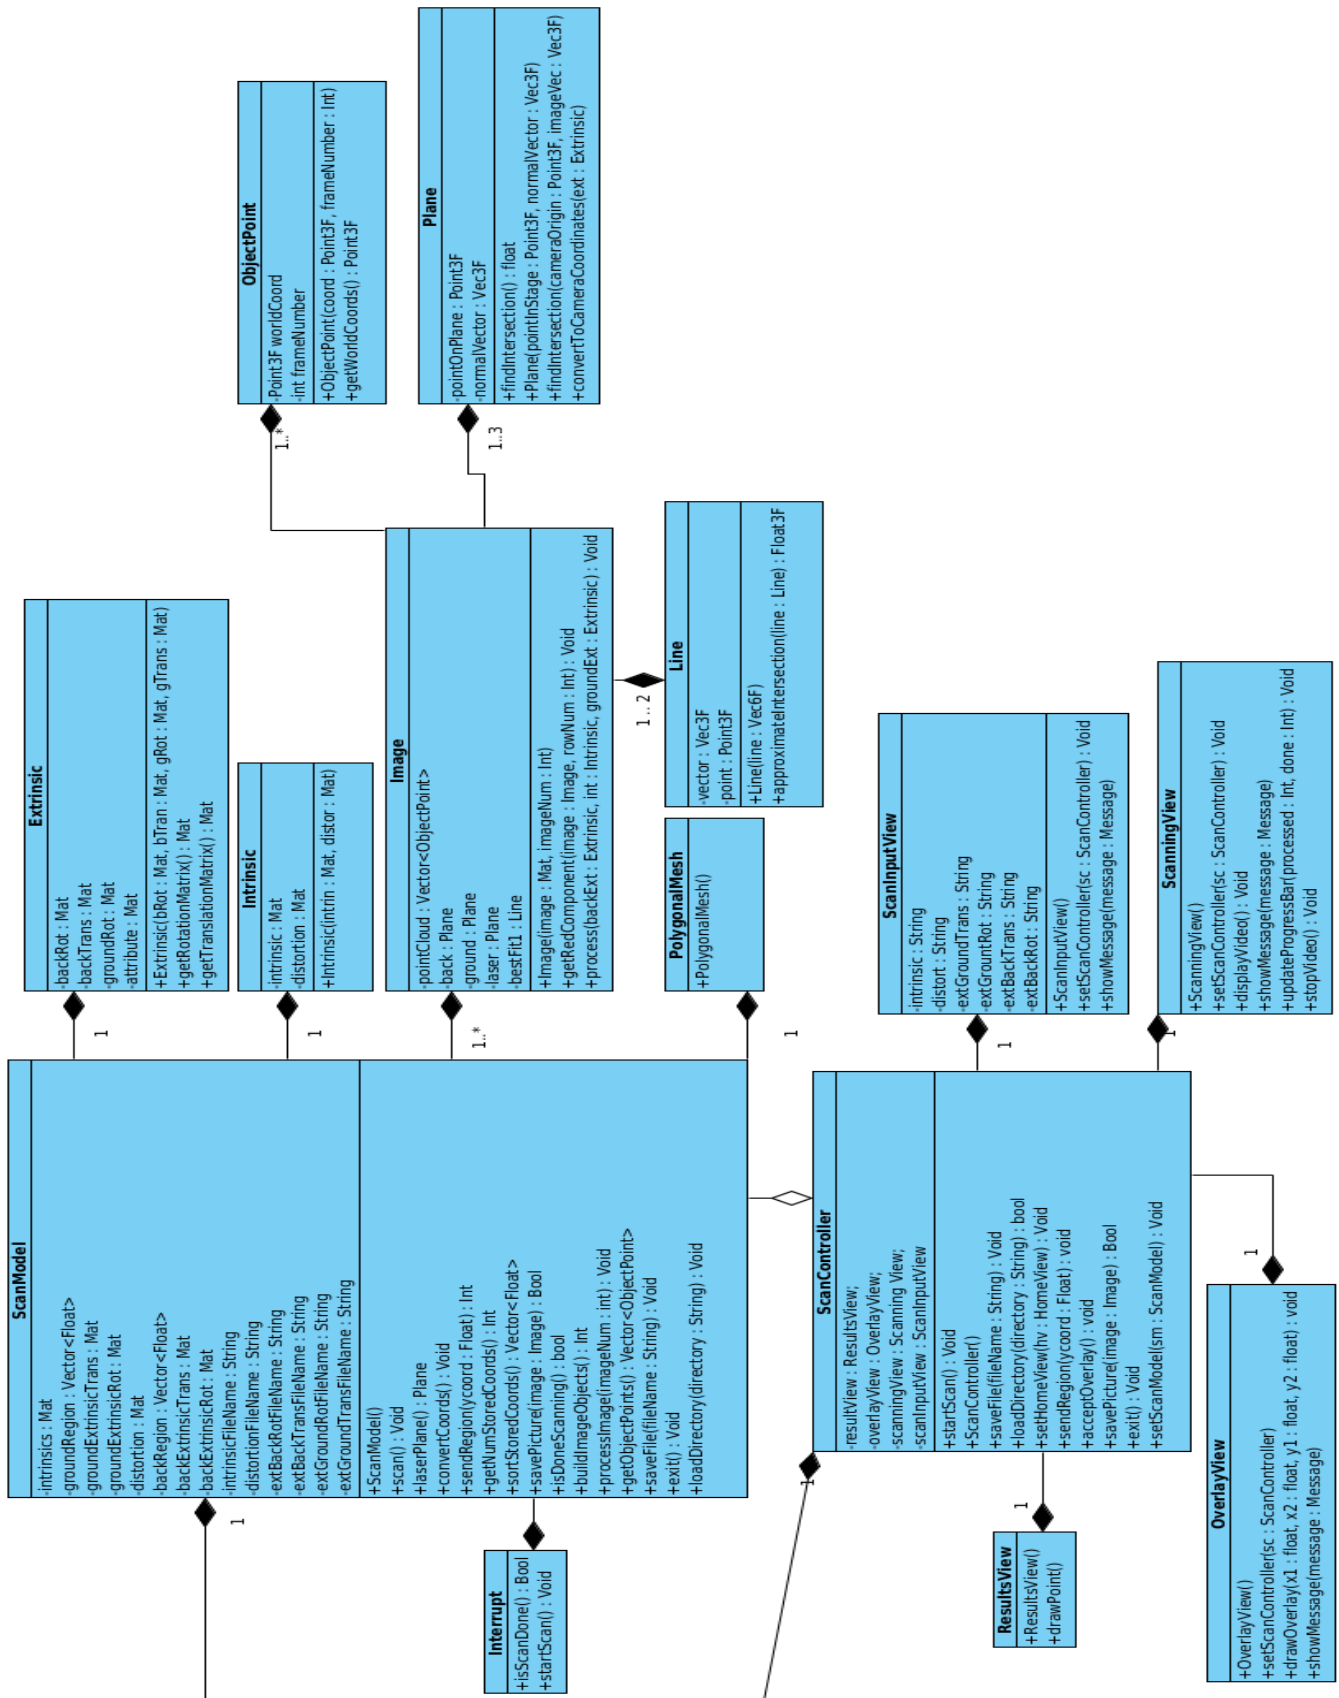 ScanModel
-intrinsics : Mat
-groundRegion : Vector<Float>
-groundExtrinsicTrans : Mat
-groundExtrinsicRot : Mat
-distortion : Mat
-backRegion : Vector<Float>
-backExtrinsicTrans : Mat
-backExtrinsicRot : Mat
-intrinsicFileName : String
-distortionFileName : String
-extBackRotFileName : String
-extBackTransFileName : String
-extGroundRotFileName : String
-extGroundTransFileName : String
+ScanModel()
+scan() : Void
+laserPlane() : Plane
+convertCoords() : Void
+sendRegion(ycoord : Float) : Int
+getNumStoredCoords() : Int
+sortStoredCoords() : Vector<Float>
+savePicture(image : Image) : Bool
+isDoneScanning() : bool
+buildImageObjects() : Int
+processImage(imageNum : int) : Void
+getObjectPoints() : Vector<ObjectPoint>
+saveFile(fileName : String) : Void
+exit() : Void
+loadDirectory(directory : String) : Void
1
Extrinsic
-backRot : Mat
-backTrans : Mat
-groundRot : Mat
-attribute : Mat
+Extrinsic(bRot : Mat, bTran : Mat, gRot : Mat, gTrans : Mat)
+getRotationMatrix() : Mat
+getTranslationMatrix() : Mat
1
Intrinsic
-intrinsic : Mat
-distortion : Mat
+Intrinsic(intrin : Mat, distor : Mat)
1
Image
-pointCloud : Vector<ObjectPoint>
-back : Plane
-ground : Plane
-laser : Plane
-bestFit1 : Line
+Image(image : Mat, imageNum : Int)
+getRedComponent(image : Image, rowNum : Int) : Void
+process(backExt : Extrinsic, int : Intrinsic, groundExt : Extrinsic) : Void
1..*
ObjectPoint
-Point3F worldCoord
-int frameNumber
+ObjectPoint(coord : Point3F, frameNumber : Int)
+getWorldCoords() : Point3F
1..*
Plane
-pointOnPlane : Point3F
-normalVector : Vec3F
+findIntersection() : float
+Plane(pointInStage : Point3F, normalVector : Vec3F)
+findIntersection(cameraOrigin : Point3F, imageVec : Vec3F)
+convertToCameraCoordinates(ext : Extrinsic)
1..3
Line
-vector : Vec3F
-point : Point3F
+Line(line : Vec6F)
+approximateIntersection(line : Line) : Float3F
1 .. 2
PolygonalMesh
+PolygonalMesh()
1
Interrupt
+isScanDone() : Bool
+startScan() : Void
ScanController
-resultView : ResultsView;
-overlayView : OverlayView;
-scanningView : Scanning View;
-scanInputView : ScanInputView
+startScan() : Void
+ScanController()
+saveFile(fileName : String) : Void
+loadDirectory(directory : String) : bool
+setHomeView(hv : HomeView) : Void
+sendRegion(ycoord : Float) : void
+acceptOverlay() : void
+savePicture(image : Image) : Bool
+exit() : Void
+setScanModel(sm : ScanModel) : Void
1
ScanInputView
-intrinsic : String
-distort : String
-extGroundTrans : String
-extGrountRot : String
-extBackTrans : String
-extBackRot : String
+ScanInputView()
+setScanController(sc : ScanController) : Void
+showMessage(message : Message)
1
ScanningView
+ScanningView()
+setScanController(sc : ScanController) : Void
+displayVideo() : Void
+showMessage(message : Message)
+updateProgressBar(processed : Int, done : Int) : Void
+stopVideo() : Void
1
ResultsView
+ResultsView()
+drawPoint()
1
OverlayView
+OverlayView()
+setScanController(sc : ScanController)
+drawOverlay(x1 : float, x2 : float, y1 : float, y2 : float) : void
+showMessage(message : Message)
1